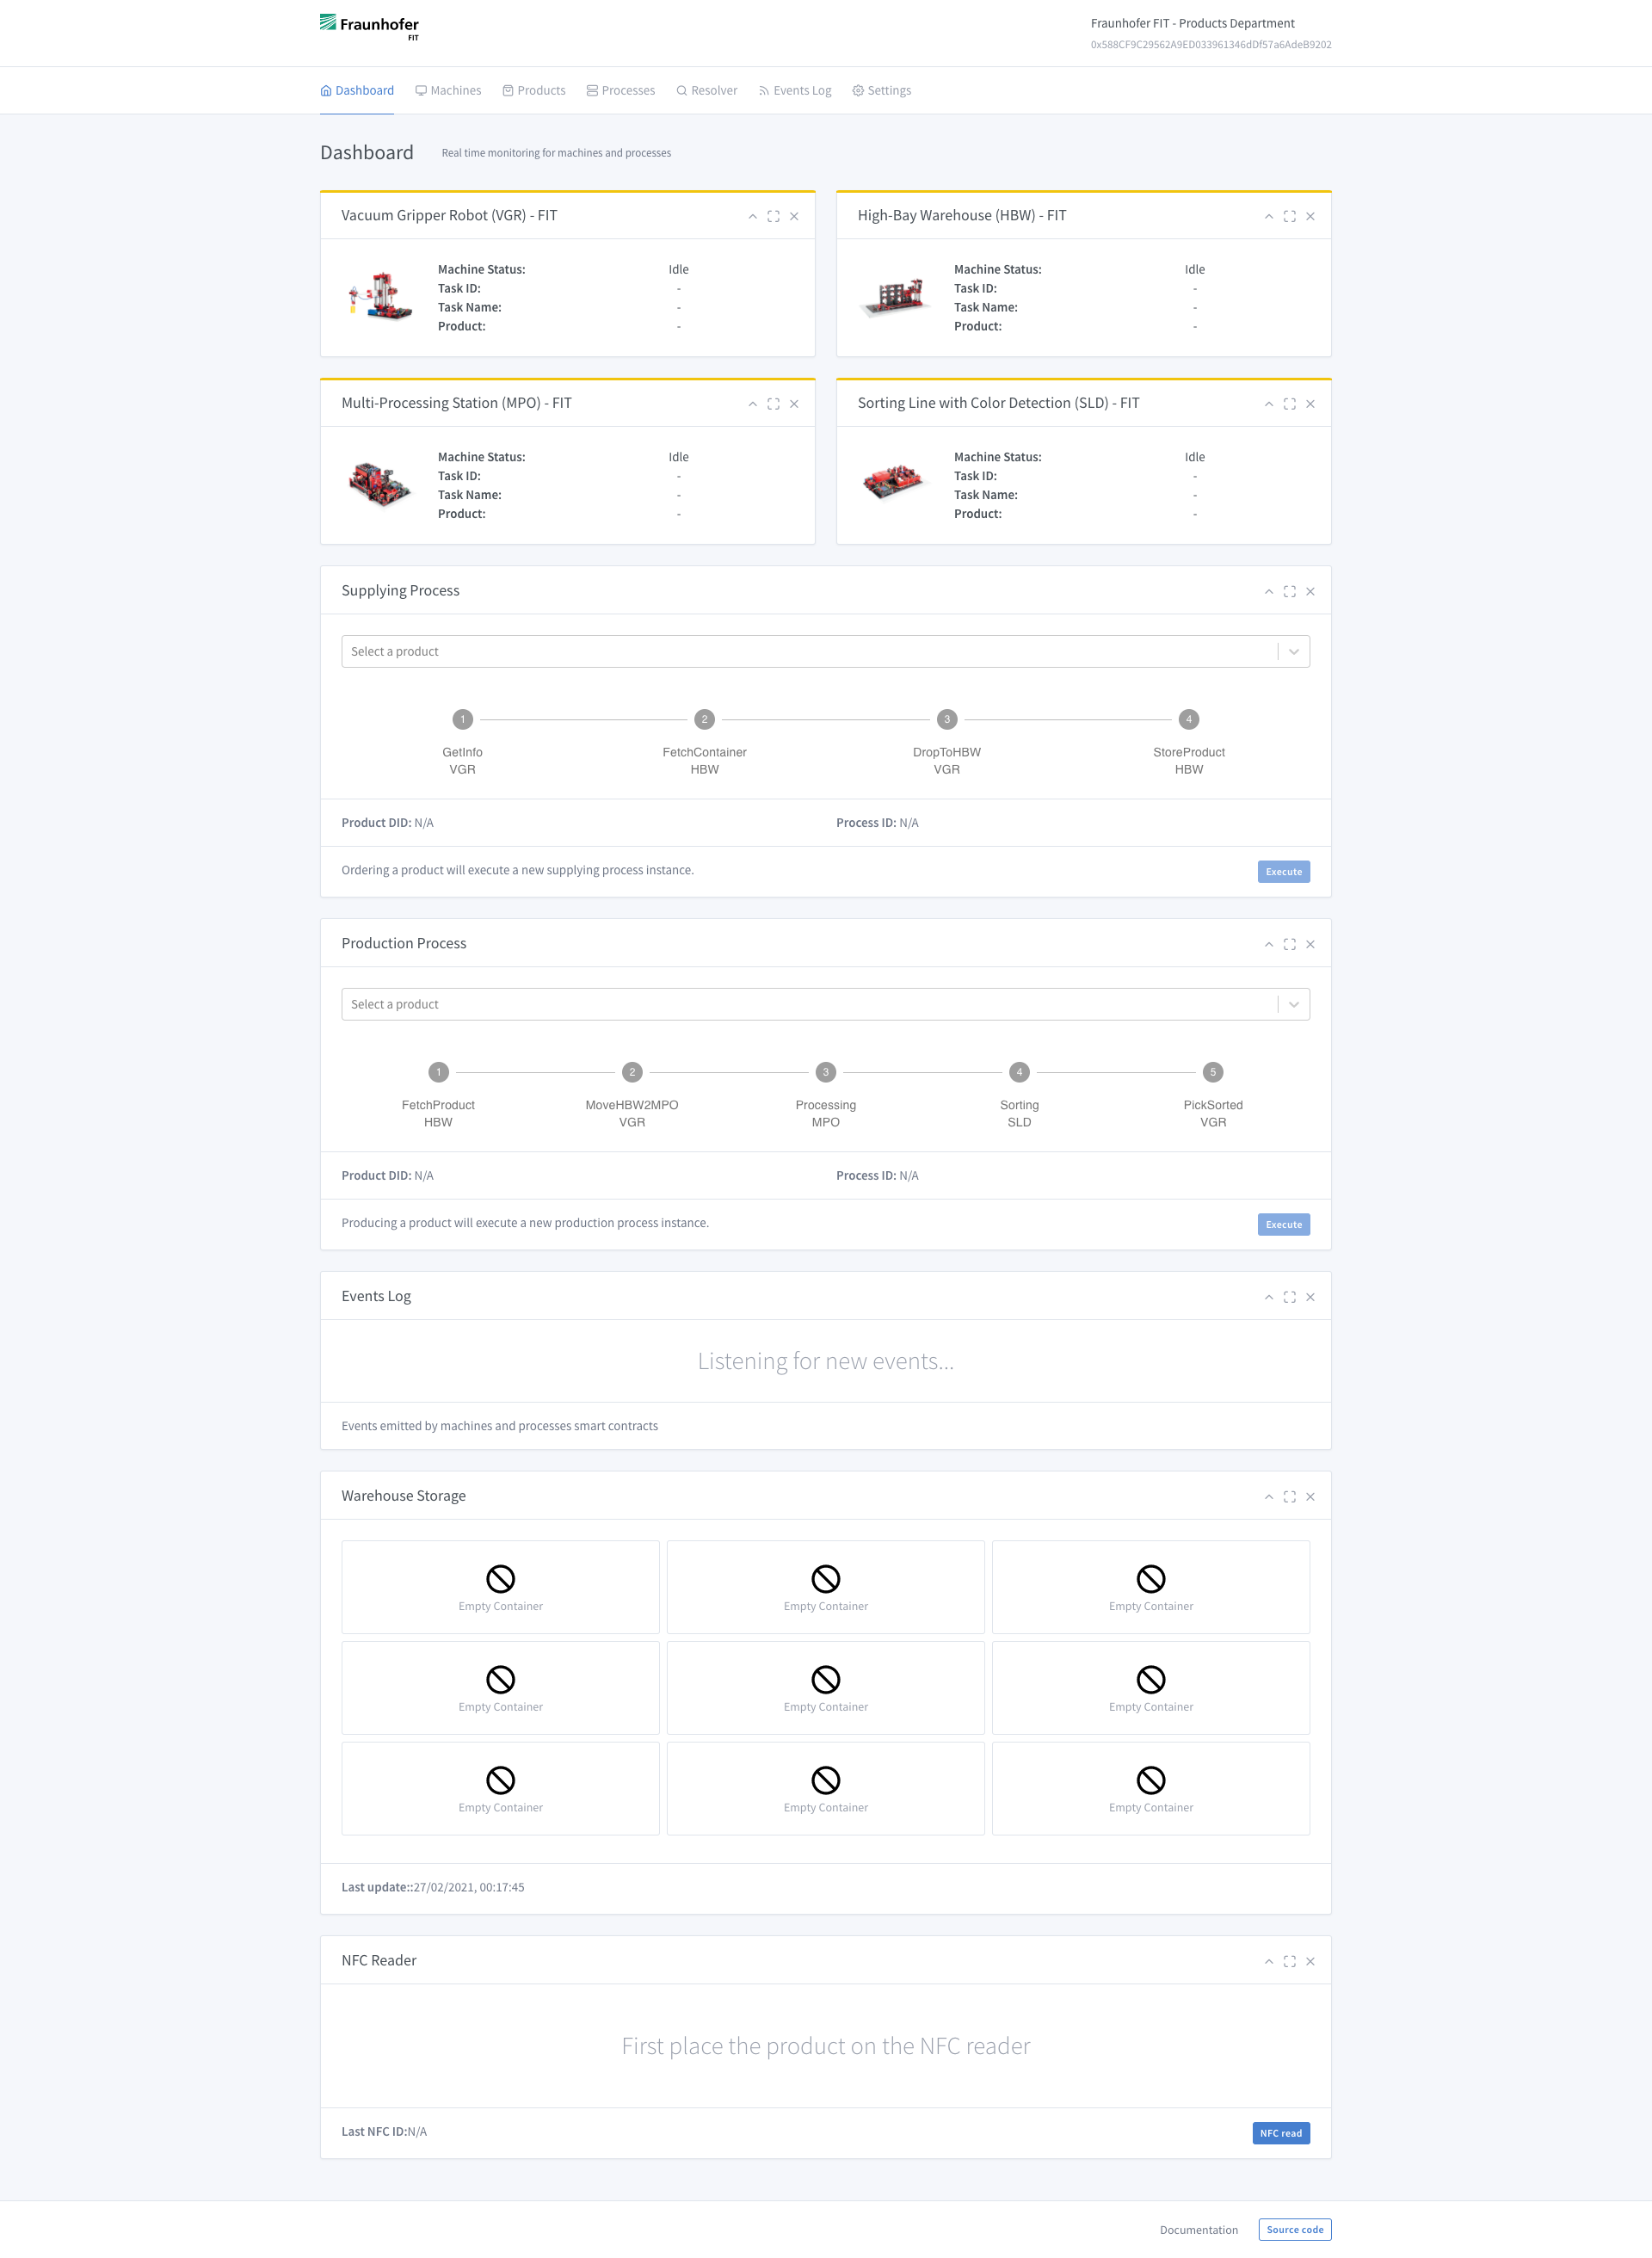 Fraunhofer
FIT
Fraunhofer FIT - Products Department
0x588CF9C29562A9ED033961346dDf57a6AdeB9202
Dashboard Machines Products Processes Resolver Events Log Settings
Dashboard Real time monitoring for machines and processes
Vacuum Gripper Robot (VGR) - FIT
Machine Status: Idle
Task ID: -
Task Name: -
Product: -
High-Bay Warehouse (HBW) - FIT
Machine Status: Idle
Task ID: -
Task Name: -
Product: -
Multi-Processing Station (MPO) - FIT
Machine Status: Idle
Task ID: -
Task Name: -
Product: -
Sorting Line with Color Detection (SLD) - FIT
Machine Status: Idle
Task ID: -
Task Name: -
Product: -
Supplying Process
Select a product
1 2 3 4
GetInfo FetchContainer DropToHBW StoreProduct
VGR HBW VGR HBW
Product DID: N/A Process ID: N/A
Ordering a product will execute a new supplying process instance. Execute
Production Process
Select a product
1 2 3 4 5
FetchProduct MoveHBW2MPO Processing Sorting PickSorted
HBW VGR MPO SLD VGR
Product DID: N/A Process ID: N/A
Producing a product will execute a new production process instance. Execute
Events Log
Listening for new events...
Events emitted by machines and processes smart contracts
Warehouse Storage
Empty Container Empty Container Empty Container
Empty Container Empty Container Empty Container
Empty Container Empty Container Empty Container
Last update::27/02/2021, 00:17:45
NFC Reader
First place the product on the NFC reader
Last NFC ID:N/A NFC read
Documentation Source code